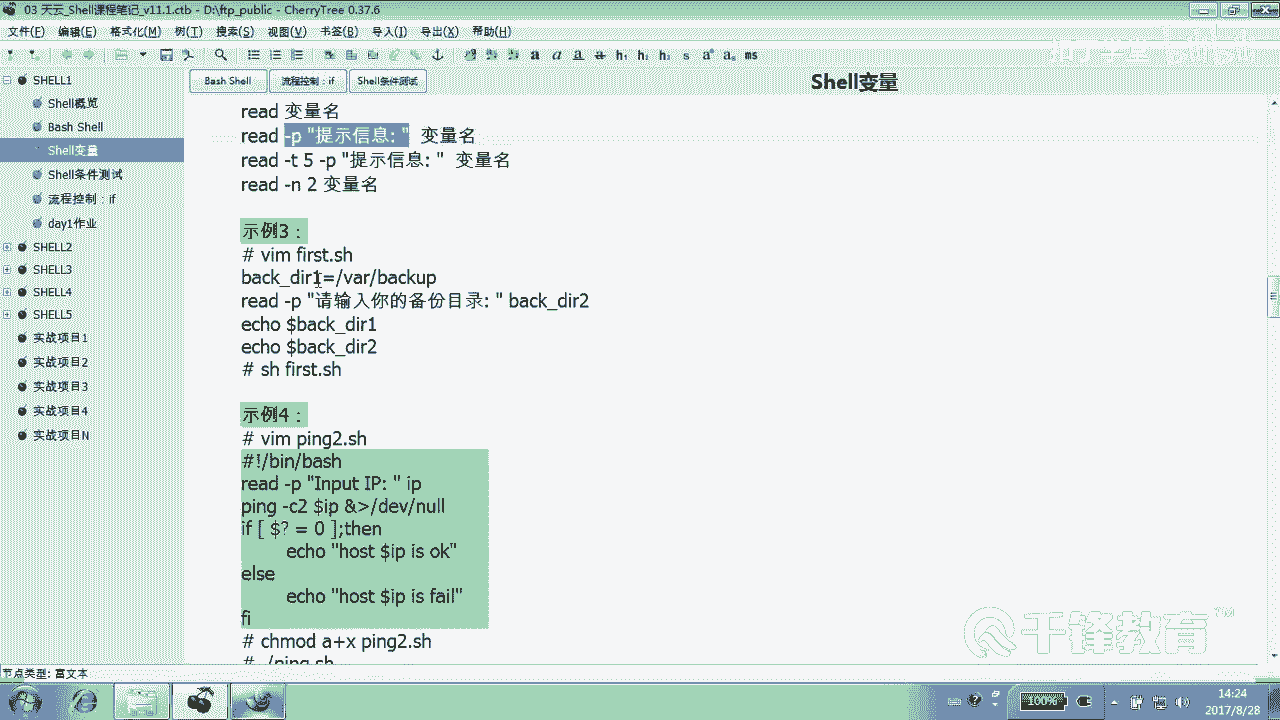 03 天云_Shell课程笔记_v11.1.ctb - D:\ftp_public - CherryTree 0.37.6
文件(F) 编辑(E) 格式化(M) 树(T) 搜索(S) 视图(V) 书签(B) 导入(I) 导出(X) 帮助(H)
a a a a h₁ h₁ h₂ s aᵒ aₒ ms
SHELL1
Shell概览
Bash Shell
Shell变量
Shell条件测试
流程控制：if
day1作业
SHELL2
SHELL3
SHELL4
SHELL5
实战项目1
实战项目2
实战项目3
实战项目4
实战项目N
Bash Shell 流程控制：if Shell条件测试
Shell变量
read 变量名
read -p "提示信息: " 变量名
read -t 5 -p "提示信息: " 变量名
read -n 2 变量名
示例3：
# vim first.sh
back_dir1=/var/backup
read -p "请输入你的备份目录: " back_dir2
echo $back_dir1
echo $back_dir2
# sh first.sh
示例4：
# vim ping2.sh
#!/bin/bash
read -p "Input IP: " ip
ping -c2 $ip &>/dev/null
if [ $? = 0 ];then
echo "host $ip is ok"
else
echo "host $ip is fail"
fi
# chmod a+x ping2.sh
# ./ping.sh
千锋教育™
节点类型: 富文本
100%
14:24
2017/8/28